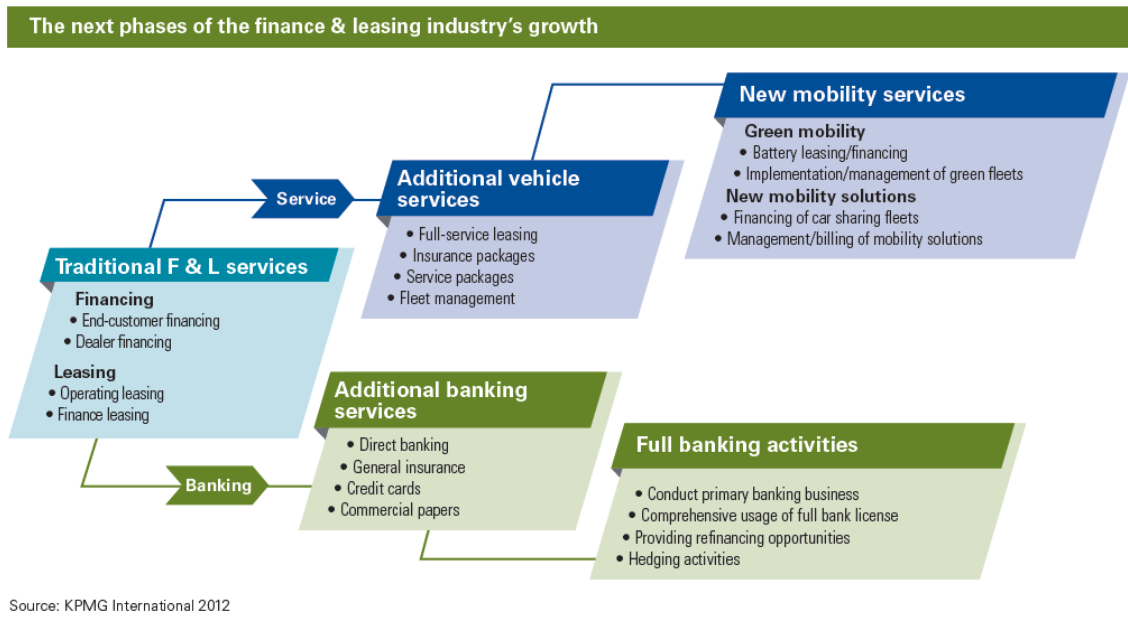 The next phases of the finance & leasing industry's growth
New mobility services
Green mobility
• Battery leasing/financing
• Implementation/management of green fleets
New mobility solutions
• Financing of car sharing fleets
• Management/billing of mobility solutions
Service
Additional vehicle
services
• Full-service leasing
• Insurance packages
• Service packages
• Fleet management
Traditional F & L services
Financing
• End-customer financing
• Dealer financing
Leasing
• Operating leasing
• Finance leasing
Banking
Additional banking
services
• Direct banking
• General insurance
• Credit cards
• Commercial papers
Full banking activities
• Conduct primary banking business
• Comprehensive usage of full bank license
• Providing refinancing opportunities
• Hedging activities
Source: KPMG International 2012